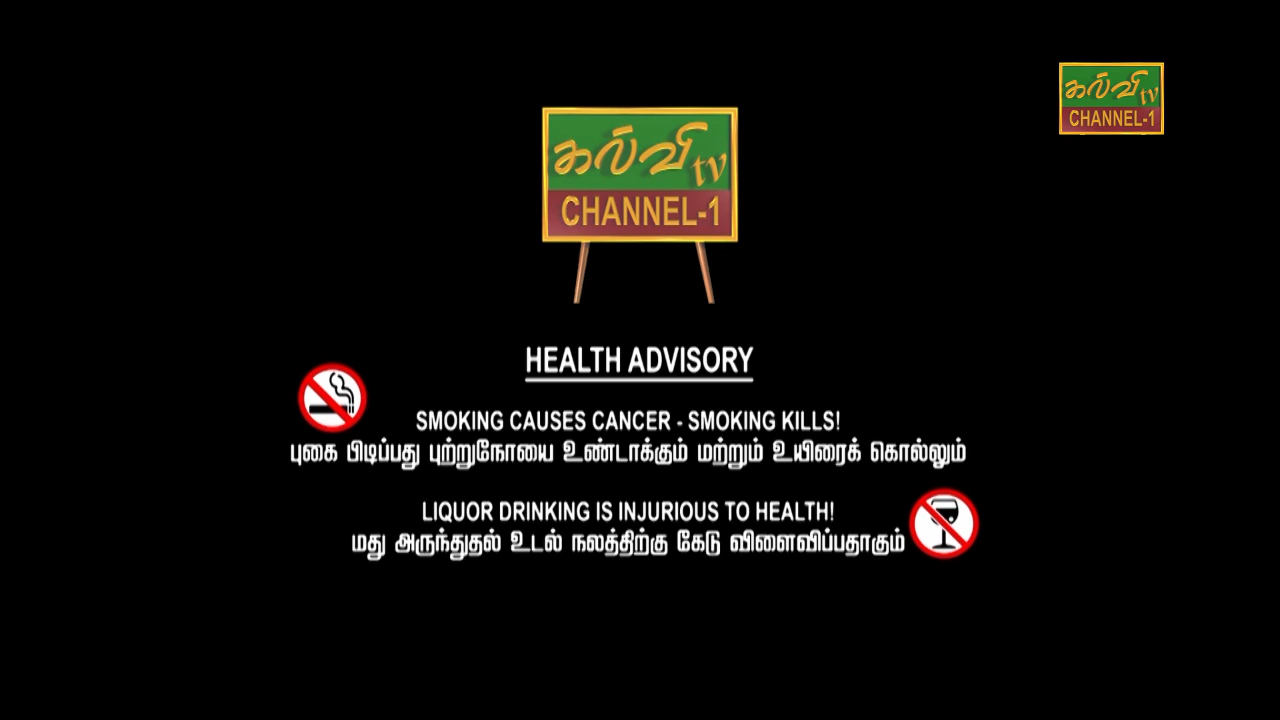 கல்வி tv
CHANNEL-1
கல்வி tv
CHANNEL-1
HEALTH ADVISORY
SMOKING CAUSES CANCER - SMOKING KILLS!
புகை பிடிப்பது புற்றுநோயை உண்டாக்கும் மற்றும் உயிரைக் கொல்லும்
LIQUOR DRINKING IS INJURIOUS TO HEALTH!
மது அருந்துதல் உடல் நலத்திற்கு கேடு விளைவிப்பதாகும்